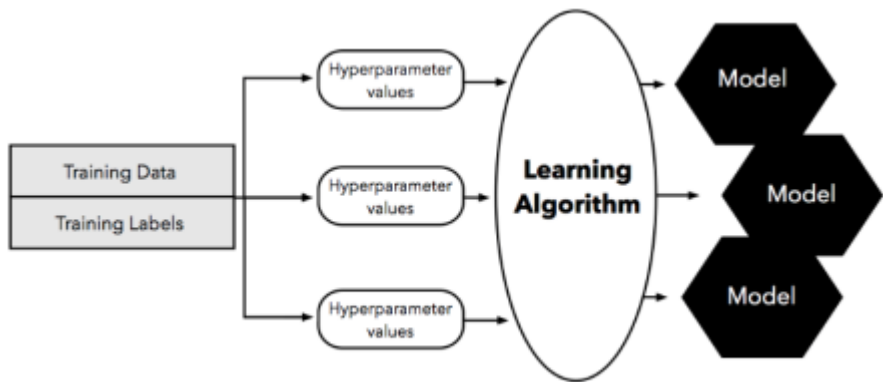 Training Data
Training Labels
Hyperparameter
values
Hyperparameter
values
Hyperparameter
values
Learning
Algorithm
Model
Model
Model